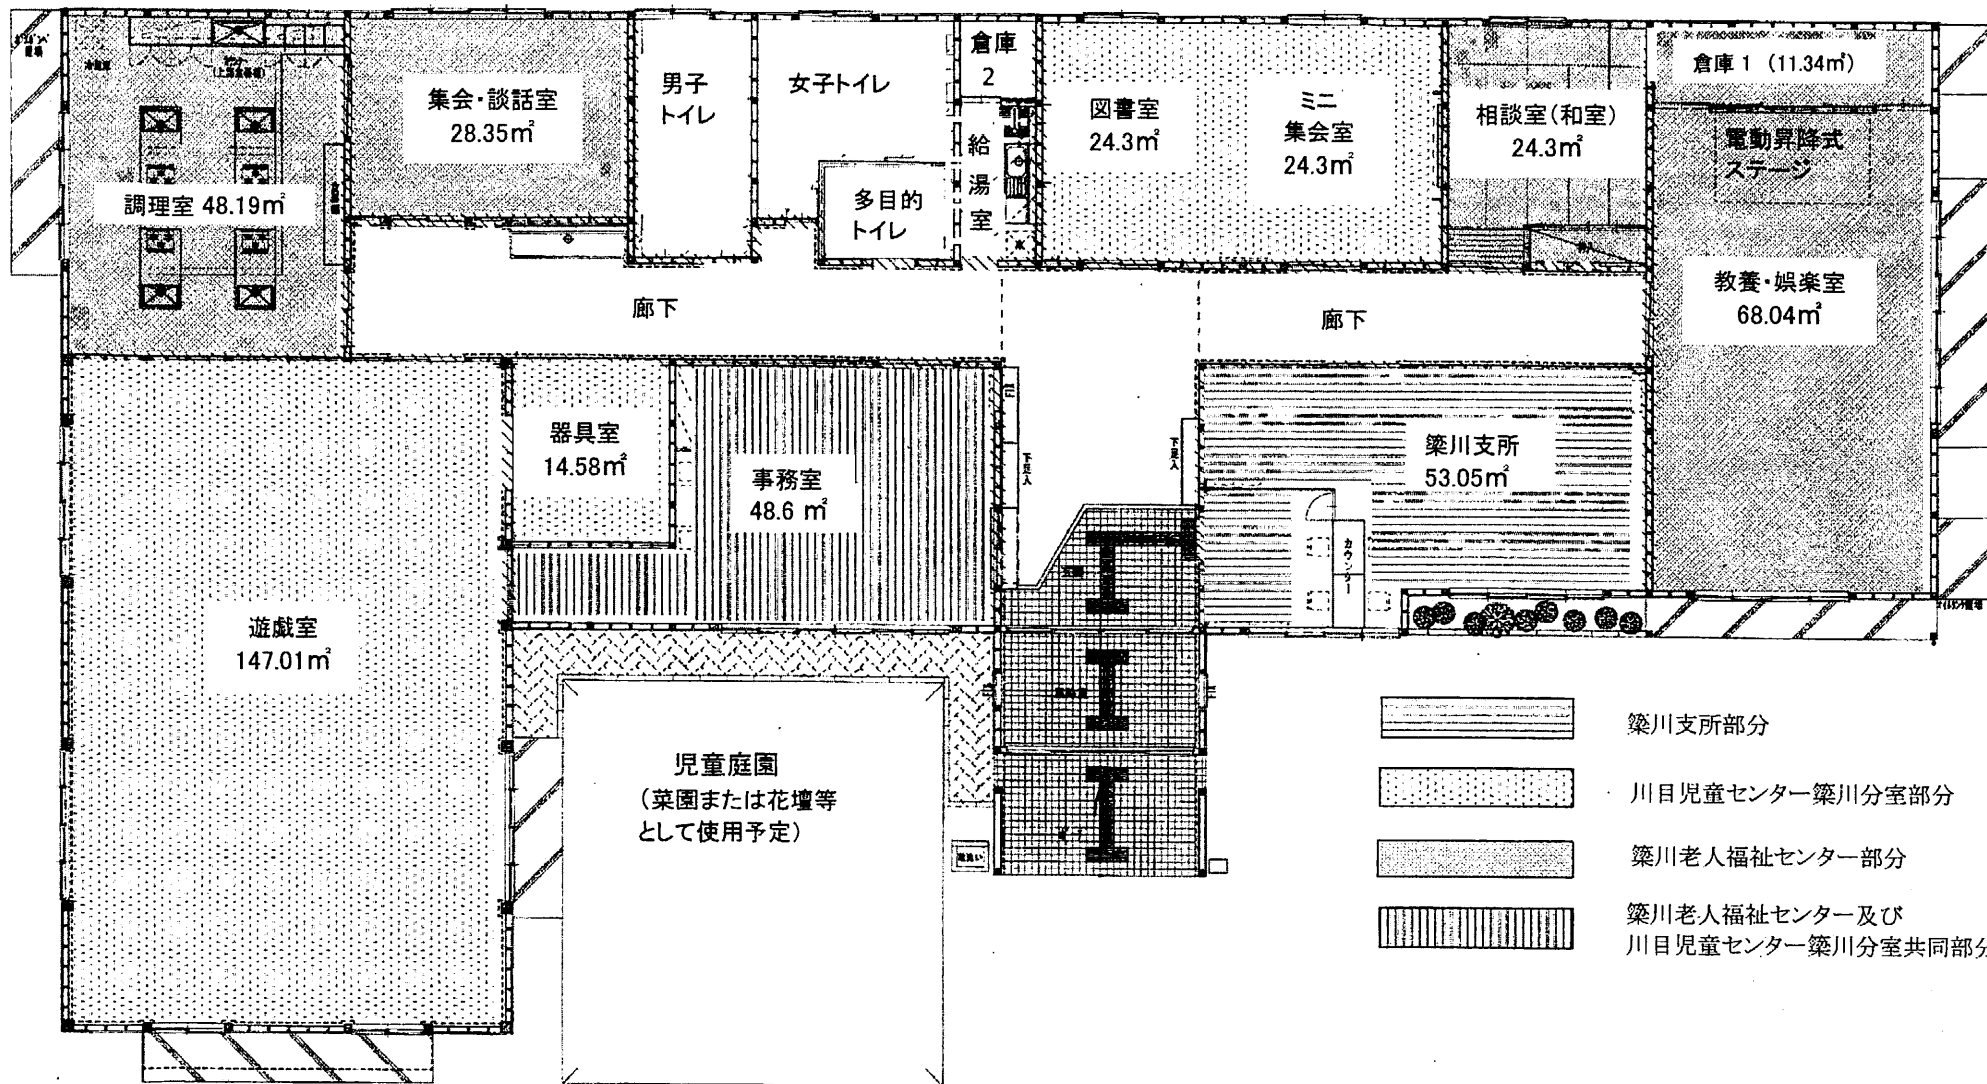 倉庫
2
男子
トイレ
女子トイレ
集会・談話室
28.35㎡
図書室
24.3㎡
ミニ
集会室
24.3㎡
相談室(和室)
24.3㎡
倉庫1 (11.34㎡)
電動昇降式
ステージ
給
湯
室
調理室 48.19㎡
多目的
トイレ
教養・娯楽室
68.04㎡
廊下
廊下
器具室
14.58㎡
事務室
48.6 ㎡
下足入
下足入
簗川支所
53.05㎡
カウンター
遊戯室
147.01㎡
児童庭園
(菜園または花壇等
として使用予定)
簗川支所部分
川目児童センター簗川分室部分
簗川老人福祉センター部分
簗川老人福祉センター及び
川目児童センター簗川分室共同部分